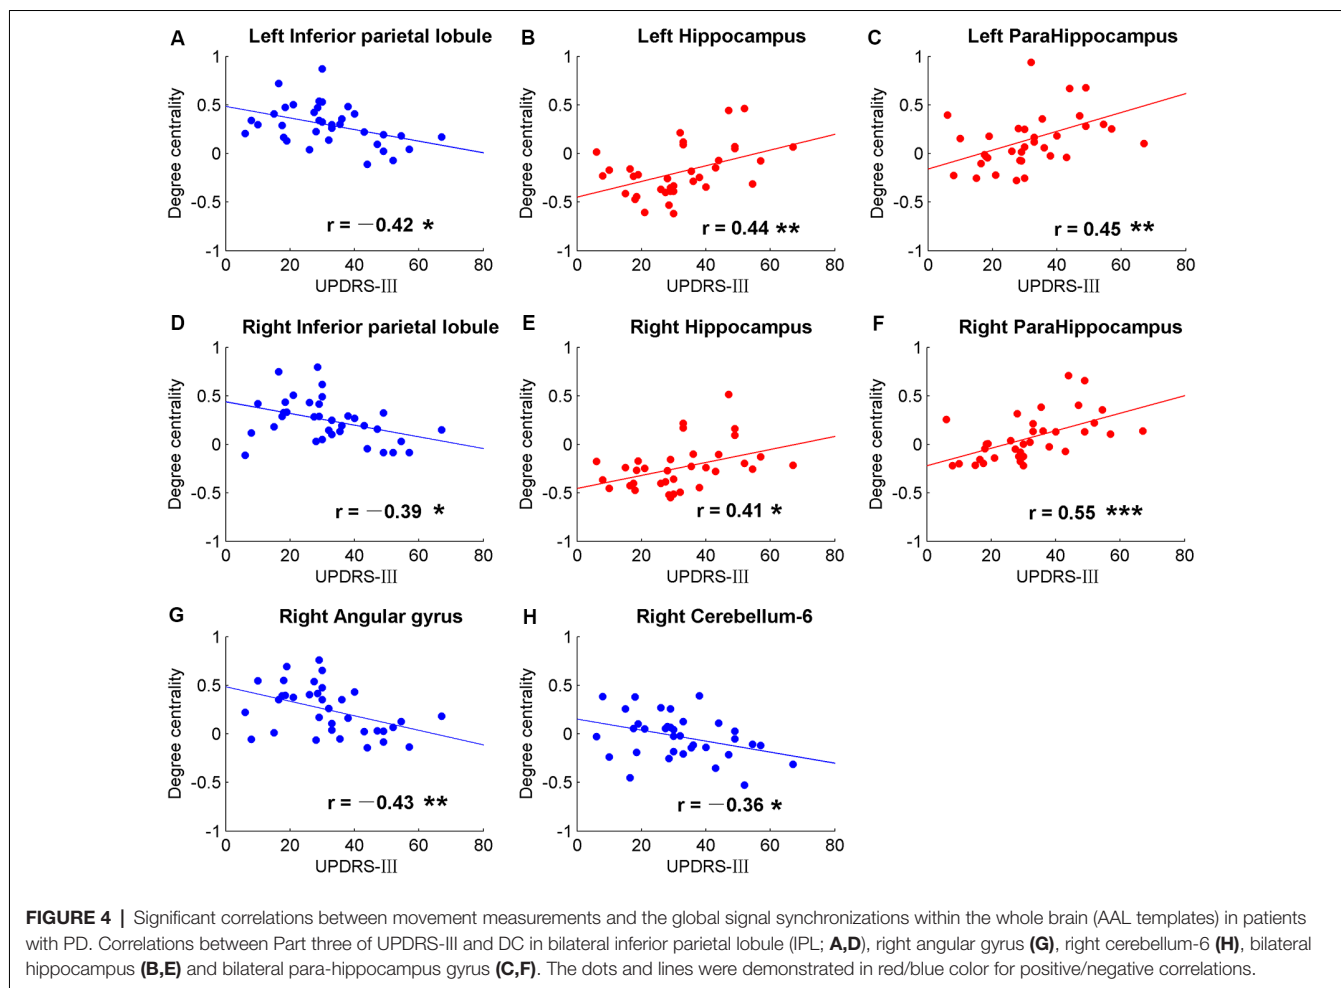 A Left Inferior parietal lobule
1
0.5
0
-0.5
-1
Degree centrality
r = −0.42 *
0 20 40 60 80
UPDRS-III
B Left Hippocampus
1
0.5
0
-0.5
-1
Degree centrality
r = 0.44 **
0 20 40 60 80
UPDRS-III
C Left ParaHippocampus
1
0.5
0
-0.5
-1
Degree centrality
r = 0.45 **
0 20 40 60 80
UPDRS-III
D Right Inferior parietal lobule
1
0.5
0
-0.5
-1
Degree centrality
r = −0.39 *
0 20 40 60 80
UPDRS-III
E Right Hippocampus
1
0.5
0
-0.5
-1
Degree centrality
r = 0.41 *
0 20 40 60 80
UPDRS-III
F Right ParaHippocampus
1
0.5
0
-0.5
-1
Degree centrality
r = 0.55 ***
0 20 40 60 80
UPDRS-III
G Right Angular gyrus
1
0.5
0
-0.5
-1
Degree centrality
r = −0.43 **
0 20 40 60 80
UPDRS-III
H Right Cerebellum-6
1
0.5
0
-0.5
-1
Degree centrality
r = −0.36 *
0 20 40 60 80
UPDRS-III
FIGURE 4 | Significant correlations between movement measurements and the global signal synchronizations within the whole brain (AAL templates) in patients
with PD. Correlations between Part three of UPDRS-III and DC in bilateral inferior parietal lobule (IPL; A,D), right angular gyrus (G), right cerebellum-6 (H), bilateral
hippocampus (B,E) and bilateral para-hippocampus gyrus (C,F). The dots and lines were demonstrated in red/blue color for positive/negative correlations.